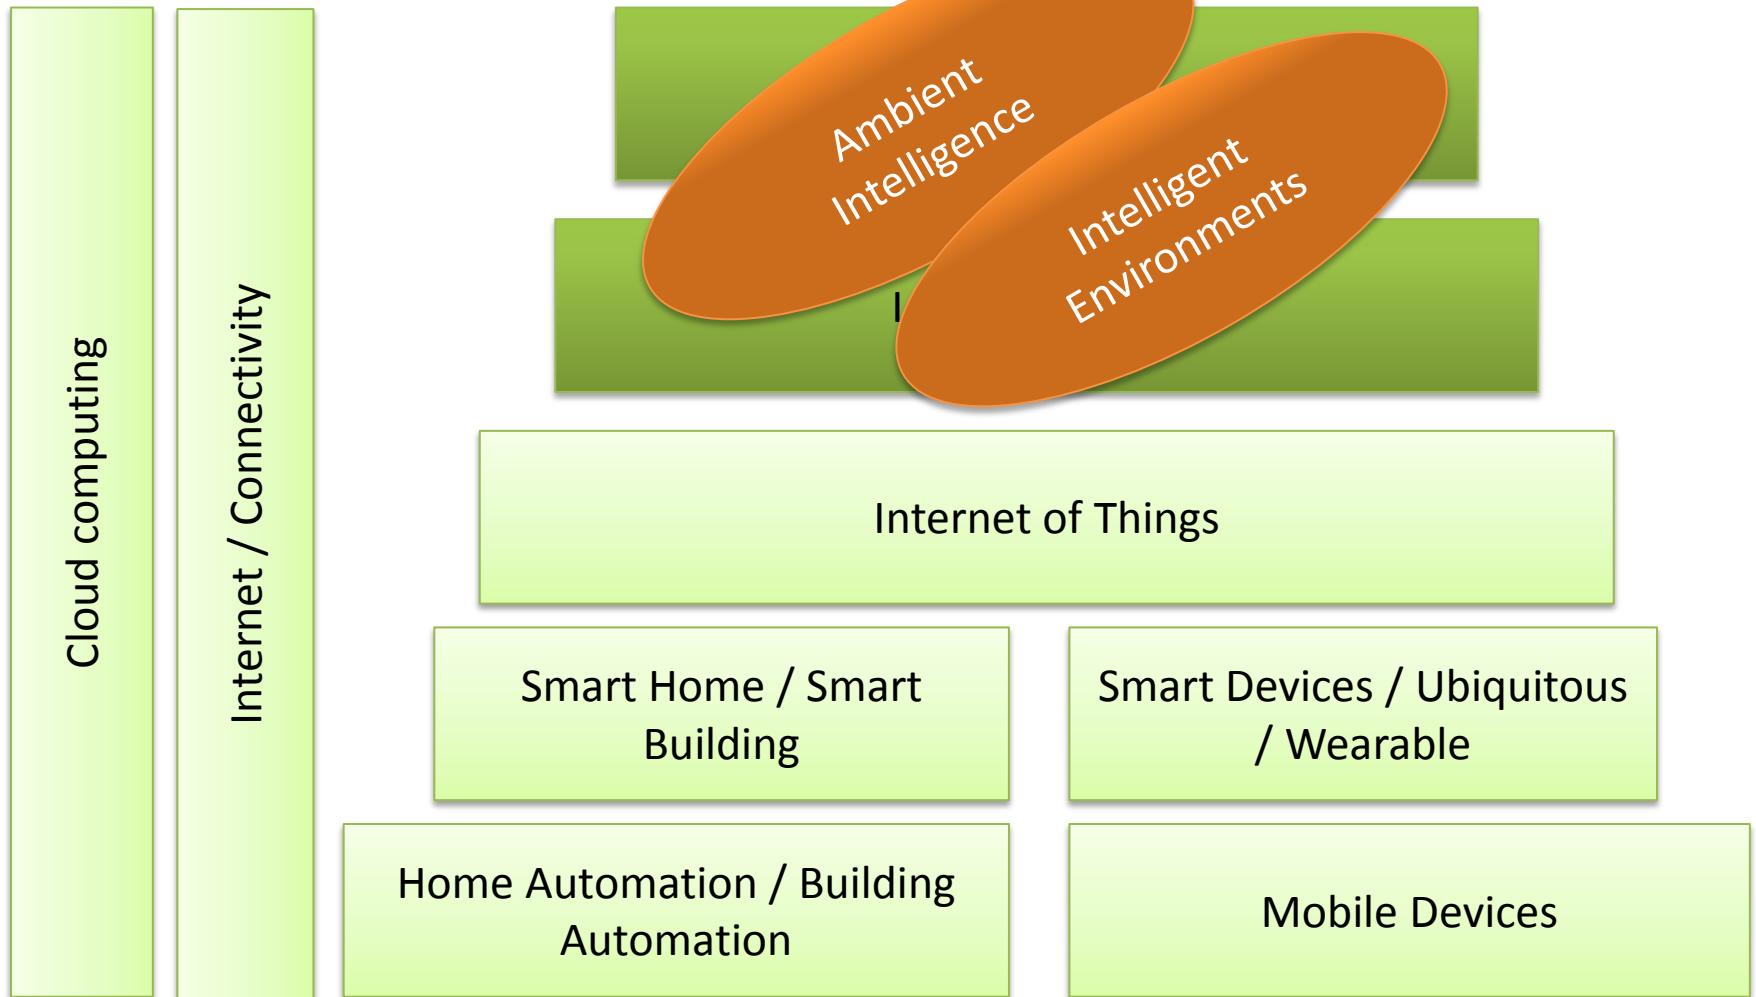 Cloud computing
Internet / Connectivity
Ambient
Intelligence
Intelligent
Environments
Internet of Things
Smart Home / Smart
Building
Smart Devices / Ubiquitous
/ Wearable
Home Automation / Building
Automation
Mobile Devices